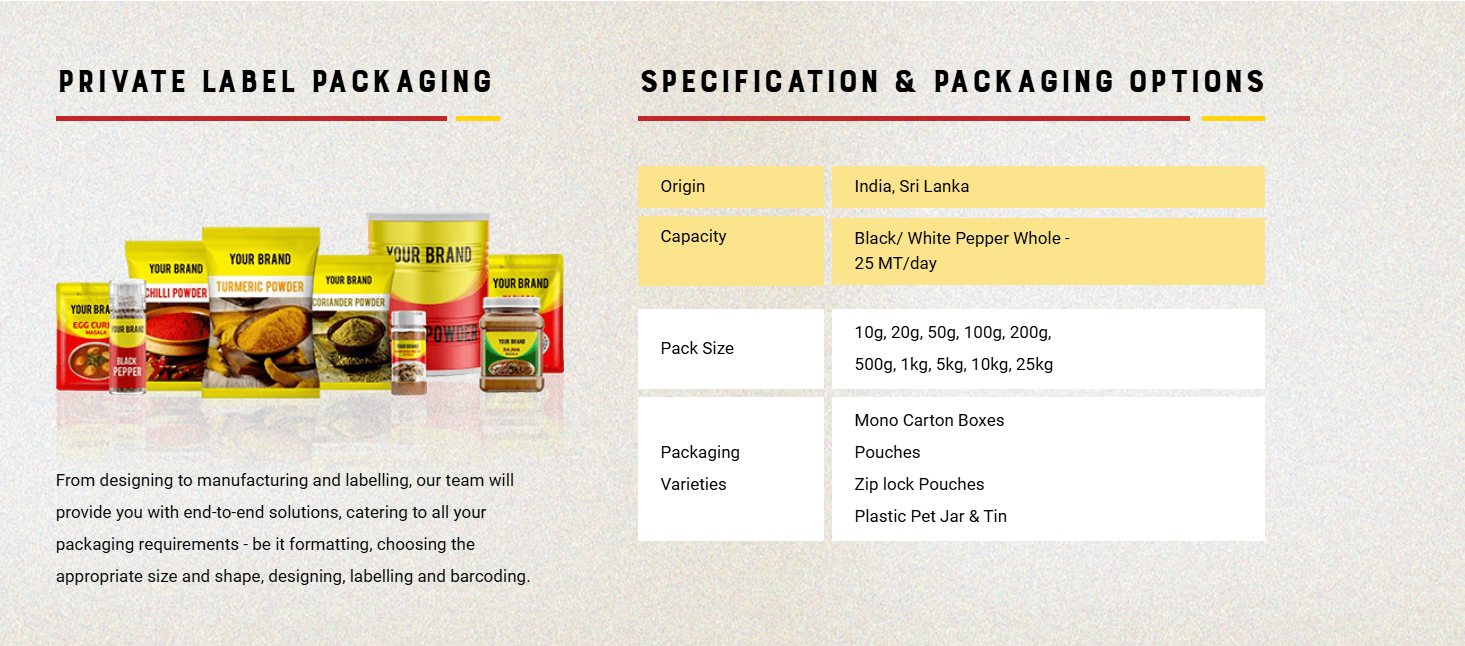 PRIVATE LABEL PACKAGING
YOUR BRAND
EGG CURRY
MASALA
YOUR BRAND
BLACK
PEPPER
YOUR BRAND
CHILLI POWDER
YOUR BRAND
TURMERIC POWDER
YOUR BRAND
CORIANDER POWDER
YOUR BRAND
POWDER
YOUR BRAND
YOUR BRAND
YOUR BRAND
RAJMA
MASALA
From designing to manufacturing and labelling, our team will
provide you with end-to-end solutions, catering to all your
packaging requirements - be it formatting, choosing the
appropriate size and shape, designing, labelling and barcoding.
SPECIFICATION & PACKAGING OPTIONS
Origin
India, Sri Lanka
Capacity
Black/ White Pepper Whole -
25 MT/day
Pack Size
10g, 20g, 50g, 100g, 200g,
500g, 1kg, 5kg, 10kg, 25kg
Packaging
Varieties
Mono Carton Boxes
Pouches
Zip lock Pouches
Plastic Pet Jar & Tin